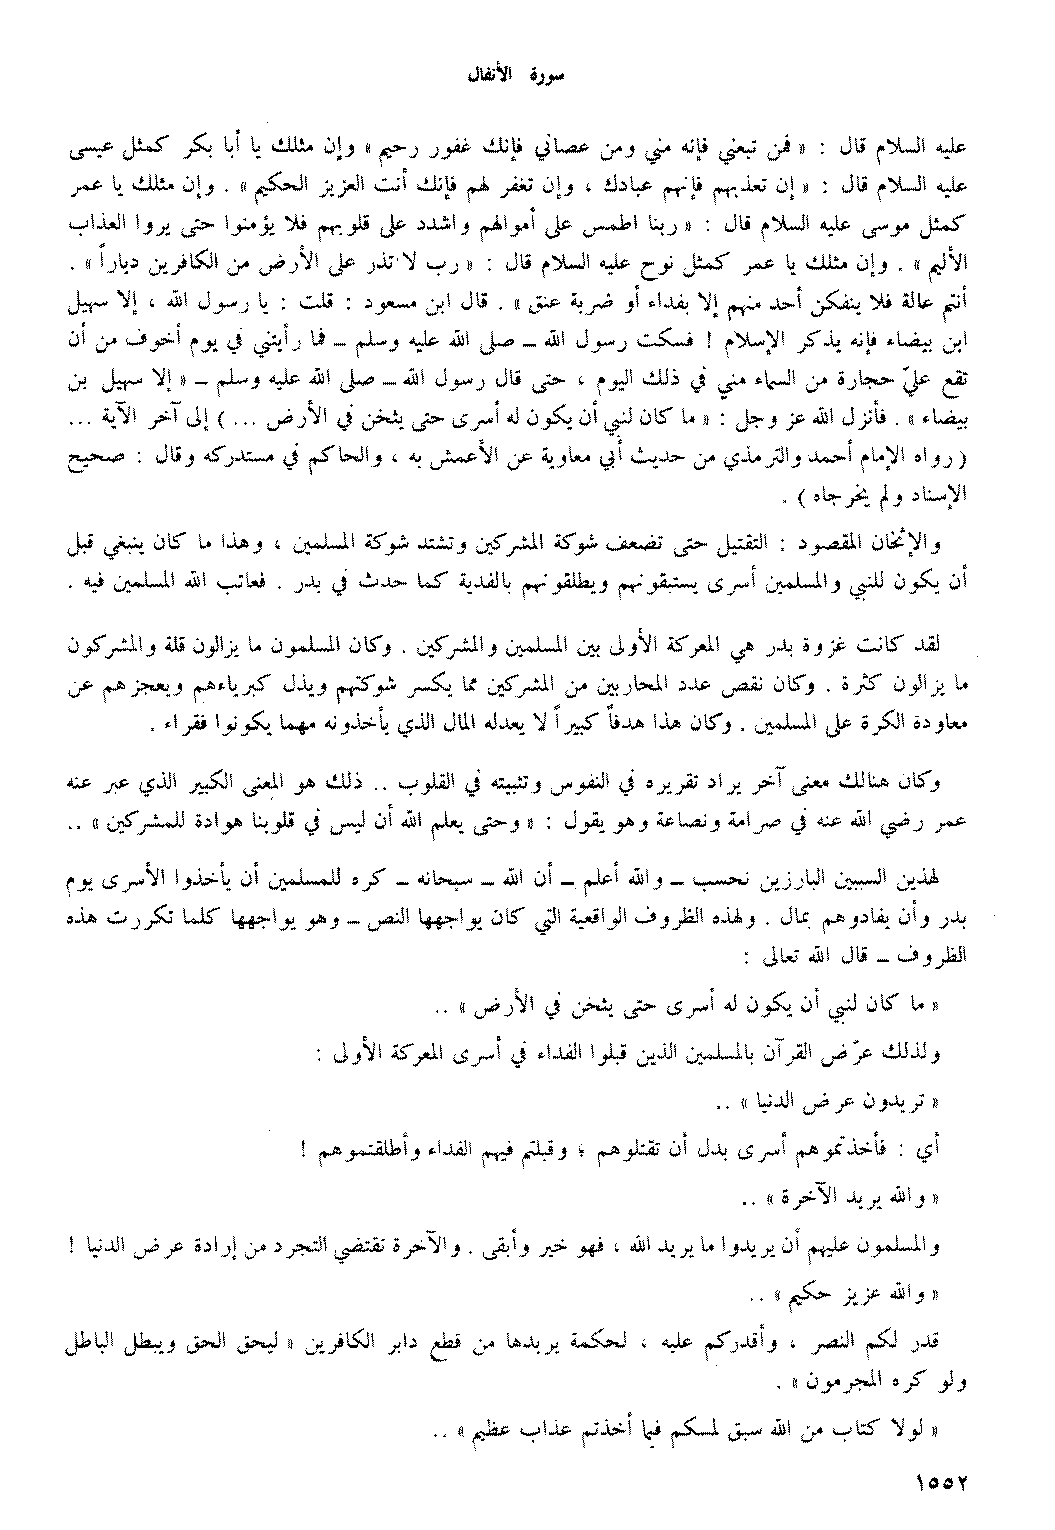 سورة الأنفال
عليه السلام قال : « فمن تبعني فإنه مني ومن عصاني فإنك غفور رحيم » وإن مثلك يا أبا بكر كمثل عيسى
عليه السلام قال : « إن تعذبهم فإنهم عبادك ، وإن تغفر لهم فإنك أنت العزيز الحكيم » . وإن مثلك يا عمر
كمثل موسى عليه السلام قال : « ربنا اطمس على أموالهم واشدد على قلوبهم فلا يؤمنوا حتى يروا العذاب
الأليم » . وإن مثلك يا عمر كمثل نوح عليه السلام قال : « رب لا تذر على الأرض من الكافرين دياراً » .
أنتم عالة فلا ينفكن أحد منهم إلا بفداء أو ضربة عنق » . قال ابن مسعود : قلت : يا رسول الله ، إلا سهيل
ابن بيضاء فإنه يذكر الإسلام ! فسكت رسول الله – صلى الله عليه وسلم – فما رأيتني في يوم أخوف من أن
تقع عليّ حجارة من السماء مني في ذلك اليوم ، حتى قال رسول الله – صلى الله عليه وسلم – « إلا سهيل بن
بيضاء » . فأنزل الله عز وجل : « ما كان لنبي أن يكون له أسرى حتى يثخن في الأرض ... ) إلى آخر الآية ...
( رواه الإمام أحمد والترمذي من حديث أبي معاوية عن الأعمش به ، والحاكم في مستدركه وقال : صحيح
الإسناد ولم يخرجاه ) .
والإثخان المقصود : التقتيل حتى تضعف شوكة المشركين وتشتد شوكة المسلمين ، وهذا ما كان ينبغي قبل
أن يكون للنبي والمسلمين أسرى يستبقونهم ويطلقونهم بالفدية كما حدث في بدر . فعاتب الله المسلمين فيه .
لقد كانت غزوة بدر هي المعركة الأولى بين المسلمين والمشركين . وكان المسلمون ما يزالون قلة والمشركون
ما يزالون كثرة . وكان نقص عدد المحاربين من المشركين مما يكسر شوكتهم ويذل كبرياءهم ويعجزهم عن
معاودة الكرة على المسلمين . وكان هذا هدفاً كبيراً لا يعدله المال الذي يأخذونه مهما يكونوا فقراء .
وكان هنالك معنى آخر يراد تقريره في النفوس وتثبيته في القلوب .. ذلك هو المعنى الكبير الذي عبر عنه
عمر رضي الله عنه في صرامة ونصاعة وهو يقول : « وحتى يعلم الله أن ليس في قلوبنا هوادة للمشركين » ..
لهذين السببين البارزين نحسب – والله أعلم – أن الله – سبحانه – كره للمسلمين أن يأخذوا الأسرى يوم
بدر وأن يفادوهم بمال . ولهذه الظروف الواقعية التي كان يواجهها النص – وهو يواجهها كلما تكررت هذه
الظروف – قال الله تعالى :
« ما كان لنبي أن يكون له أسرى حتى يثخن في الأرض » ..
ولذلك عرّض القرآن بالمسلمين الذين قبلوا الفداء في أسرى المعركة الأولى :
« تريدون عرض الدنيا » ..
أي : فأخذتموهم أسرى بدل أن تقتلوهم ؛ وقبلتم فيهم الفداء وأطلقتموهم !
« والله يريد الآخرة » ..
والمسلمون عليهم أن يريدوا ما يريد الله ، فهو خير وأبقى . والآخرة تقتضي التجرد من إرادة عرض الدنيا !
« والله عزيز حكيم » ..
قدر لكم النصر ، وأقدركم عليه ، لحكمة يريدها من قطع دابر الكافرين « ليحق الحق ويبطل الباطل
ولو كره المجرمون » .
« لولا كتاب من الله سبق لمسكم فيما أخذتم عذاب عظيم » ..
١٥٥٢